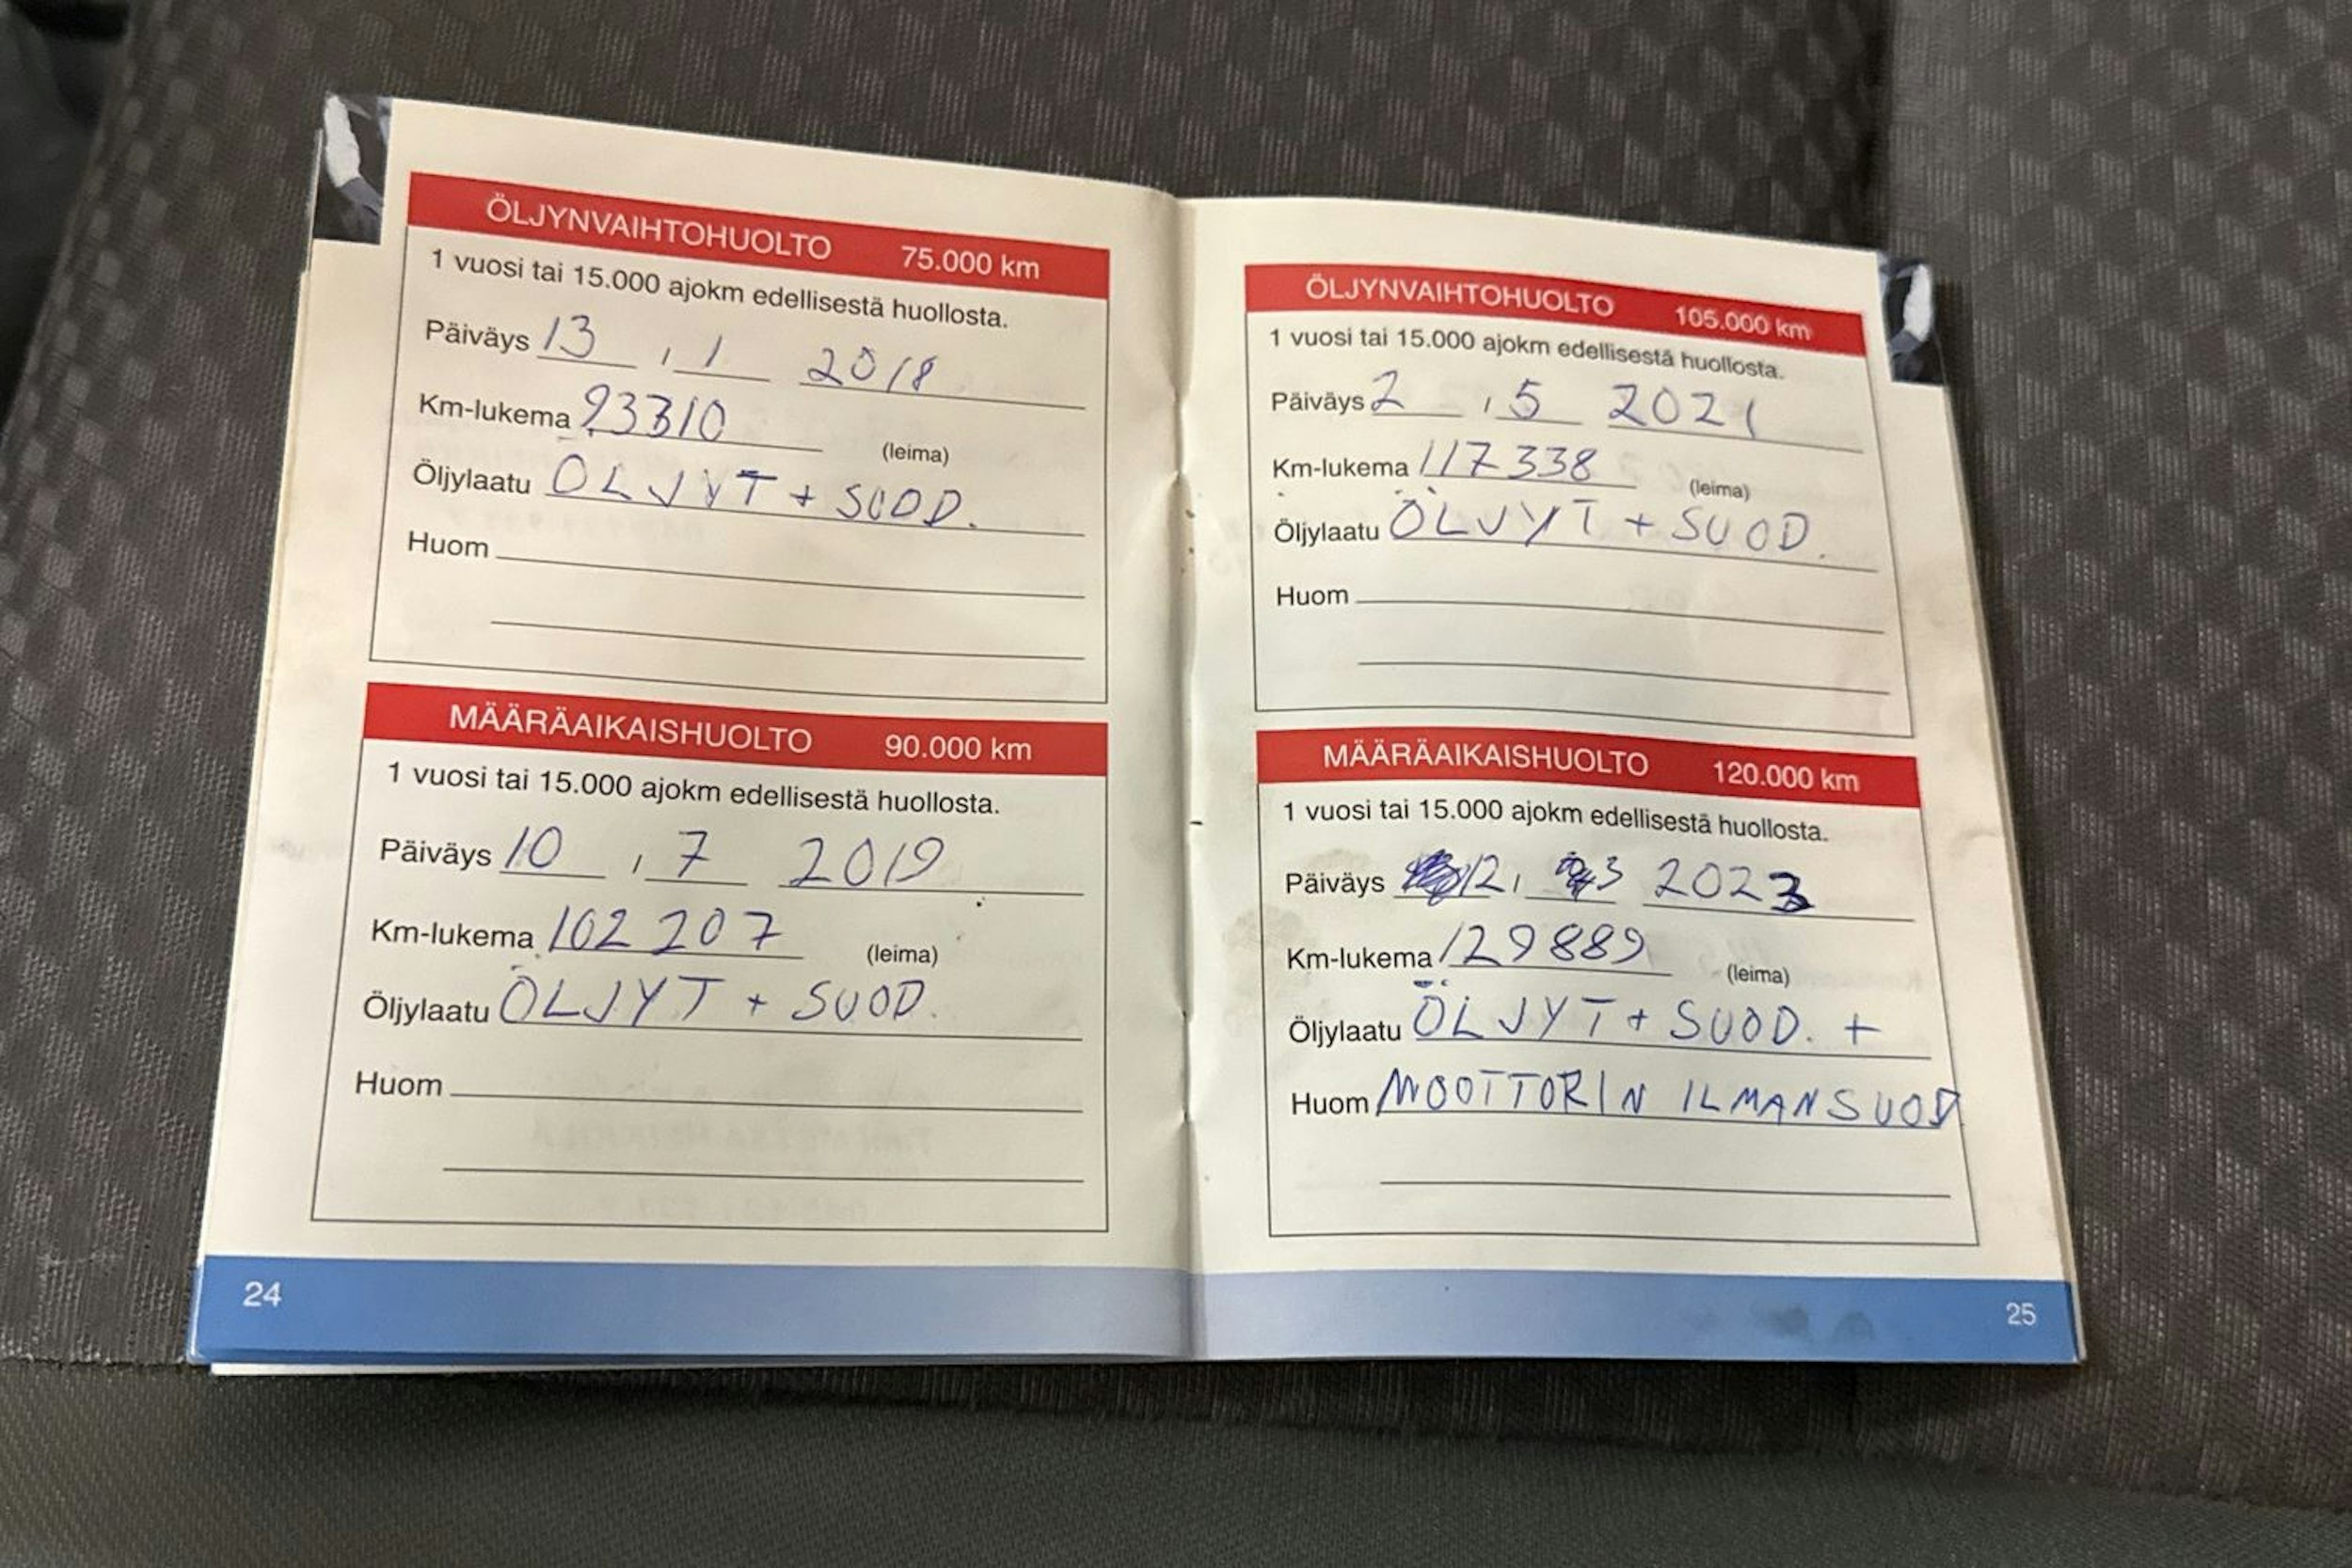 ÖLJYNVAIHTOHUOLTO 75.000 km
1 vuosi tai 15.000 ajokm edellisestä huollosta.
Päiväys 13 / 1 2018
Km-lukema 93310
(leima)
Öljylaatu ÖLJYT + SUOD.
Huom
MÄÄRÄAIKAISHUOLTO 90.000 km
1 vuosi tai 15.000 ajokm edellisestä huollosta.
Päiväys 10 / 7 2019
Km-lukema 102 207
(leima)
Öljylaatu ÖLJYT + SUOD.
Huom
24
ÖLJYNVAIHTOHUOLTO 105.000 km
1 vuosi tai 15.000 ajokm edellisestä huollosta.
Päiväys 2 / 5 2021
Km-lukema 117338
(leima)
Öljylaatu ÖLJYT + SUOD.
Huom
MÄÄRÄAIKAISHUOLTO 120.000 km
1 vuosi tai 15.000 ajokm edellisestä huollosta.
Päiväys 12 / 3 2023
Km-lukema 129889
(leima)
Öljylaatu ÖLJYT + SUOD. +
Huom MOOTTORIN ILMANSUOD
25